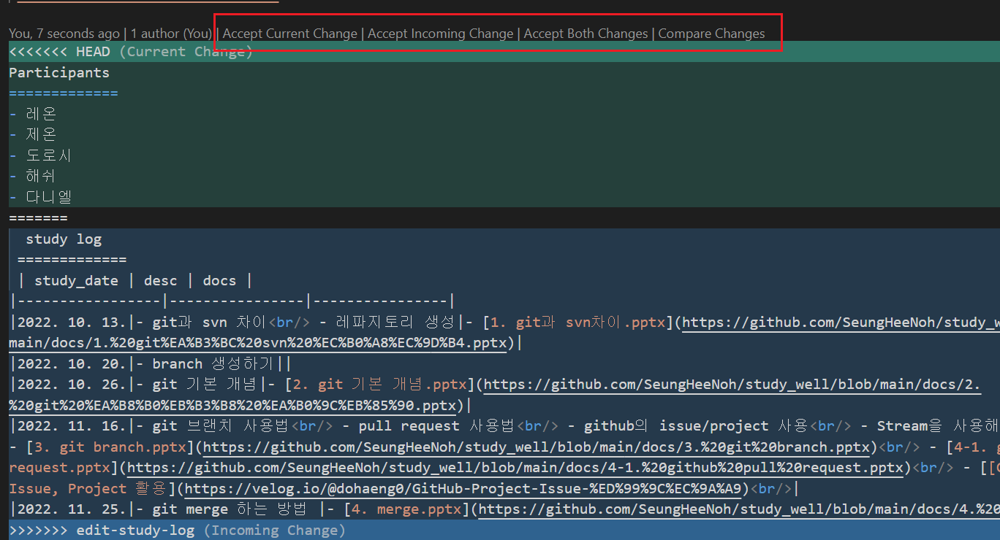 You, 7 seconds ago | 1 author (You) | Accept Current Change | Accept Incoming Change | Accept Both Changes | Compare Changes
<<<<<<< HEAD (Current Change)
Participants
=============
- 레온
- 제온
- 도로시
- 해쉬
- 다니엘
=======
study log
=============
| study_date | desc | docs |
|-----------------|----------------|----------------|
|2022. 10. 13.|- git과 svn 차이<br/> - 레파지토리 생성|- [1. git과 svn차이.pptx](https://github.com/SeungHeeNoh/study_w
main/docs/1.%20git%EA%B3%BC%20svn%20%EC%B0%A8%EC%9D%B4.pptx)|
|2022. 10. 20.|- branch 생성하기||
|2022. 10. 26.|- git 기본 개념|- [2. git 기본 개념.pptx](https://github.com/SeungHeeNoh/study_well/blob/main/docs/2.
%20git%20%EA%B8%B0%EB%B3%B8%20%EA%B0%9C%EB%85%90.pptx)|
|2022. 11. 16.|- git 브랜치 사용법<br/> - pull request 사용법<br/> - github의 issue/project 사용<br/> - Stream을 사용해
- [3. git branch.pptx](https://github.com/SeungHeeNoh/study_well/blob/main/docs/3.%20git%20branch.pptx)<br/> - [4-1. g
request.pptx](https://github.com/SeungHeeNoh/study_well/blob/main/docs/4-1.%20github%20pull%20request.pptx)<br/> - [[
Issue, Project 활용](https://velog.io/@dohaeng0/GitHub-Project-Issue-%ED%99%9C%EC%9A%A9)<br/>|
|2022. 11. 25.|- git merge 하는 방법 |- [4. merge.pptx](https://github.com/SeungHeeNoh/study_well/blob/main/docs/4.%20
>>>>>>> edit-study-log (Incoming Change)